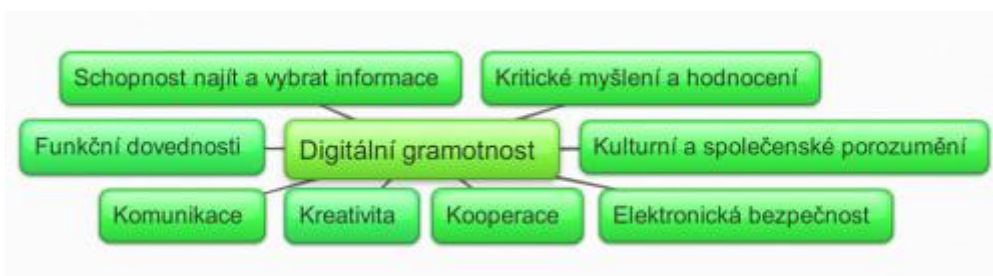 Schopnost najít a vybrat informace
Kritické myšlení a hodnocení
Funkční dovednosti
Digitální gramotnost
Kulturní a společenské porozumění
Komunikace
Kreativita
Kooperace
Elektronická bezpečnost